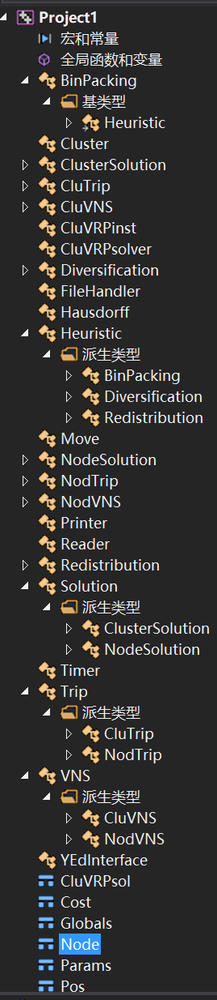 Project1
宏和常量
全局函数和变量
BinPacking
基类型
Heuristic
Cluster
ClusterSolution
CluTrip
CluVNS
CluVRPinst
CluVRPsolver
Diversification
FileHandler
Hausdorff
Heuristic
派生类型
BinPacking
Diversification
Redistribution
Move
NodeSolution
NodTrip
NodVNS
Printer
Reader
Redistribution
Solution
派生类型
ClusterSolution
NodeSolution
Timer
Trip
派生类型
CluTrip
NodTrip
VNS
派生类型
CluVNS
NodVNS
YEdInterface
CluVRPsol
Cost
Globals
Node
Params
Pos